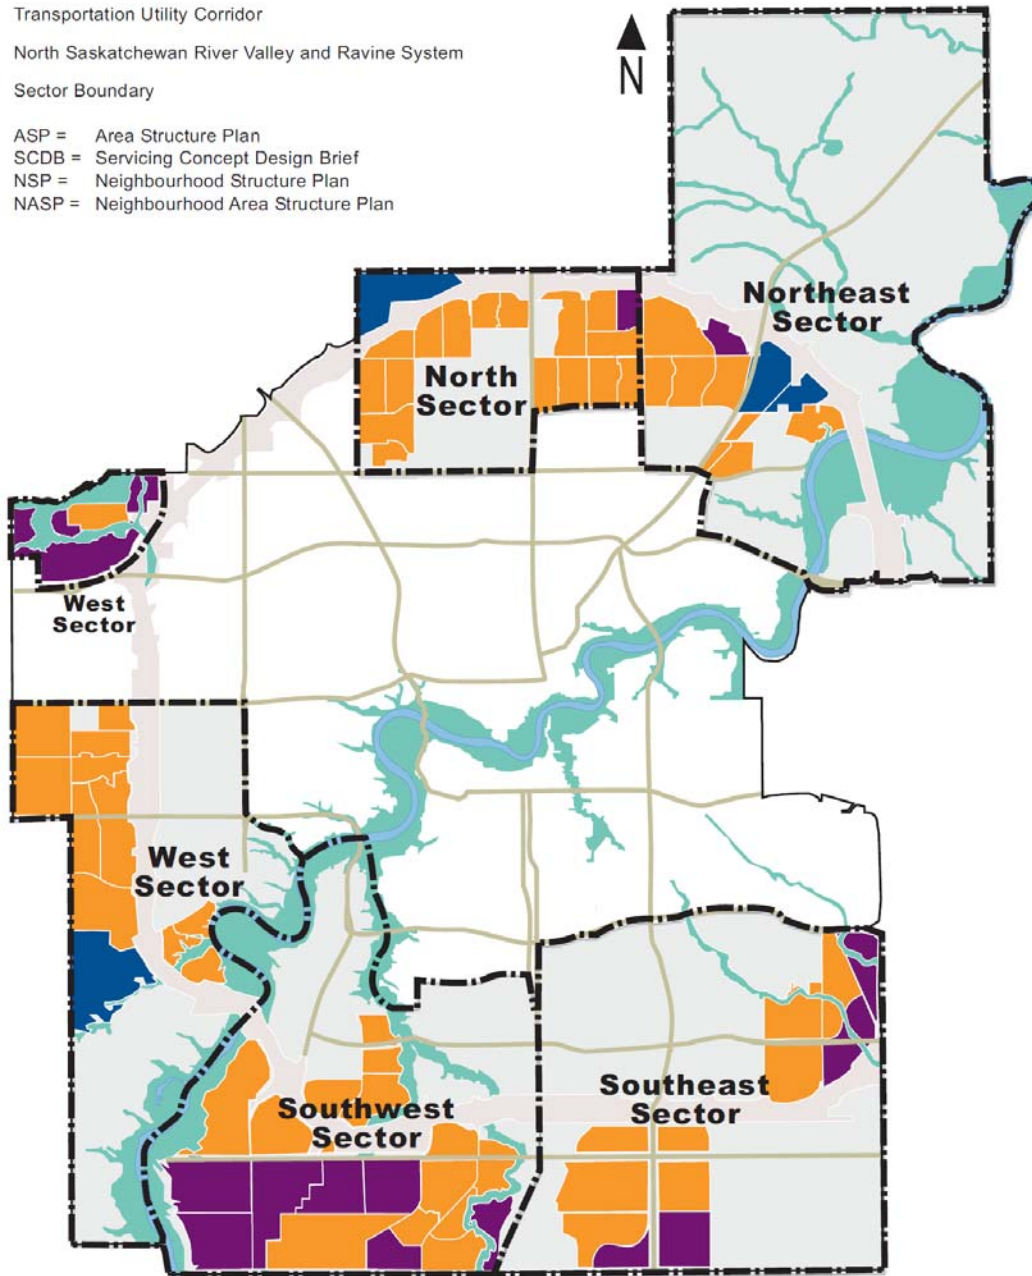 Transportation Utility Corridor
North Saskatchewan River Valley and Ravine System
Sector Boundary
ASP = Area Structure Plan
SCDB = Servicing Concept Design Brief
NSP = Neighbourhood Structure Plan
NASP = Neighbourhood Area Structure Plan
N
Northeast
Sector
North
Sector
West
Sector
West
Sector
Southwest
Sector
Southeast
Sector